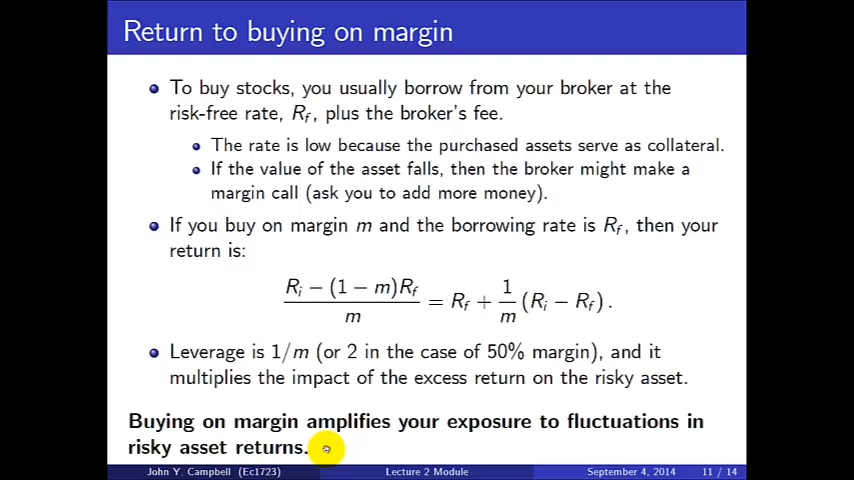 Return to buying on margin
To buy stocks, you usually borrow from your broker at the
risk-free rate, R_f, plus the broker's fee.
The rate is low because the purchased assets serve as collateral.
If the value of the asset falls, then the broker might make a
margin call (ask you to add more money).
If you buy on margin m and the borrowing rate is R_f, then your
return is:
\frac{R_i − (1 − m)R_f}{m} = R_f + \frac{1}{m} (R_i − R_f) .
Leverage is 1/m (or 2 in the case of 50% margin), and it
multiplies the impact of the excess return on the risky asset.
Buying on margin amplifies your exposure to fluctuations in
risky asset returns.
John Y. Campbell (Ec1723) Lecture 2 Module September 4, 2014 11 / 14